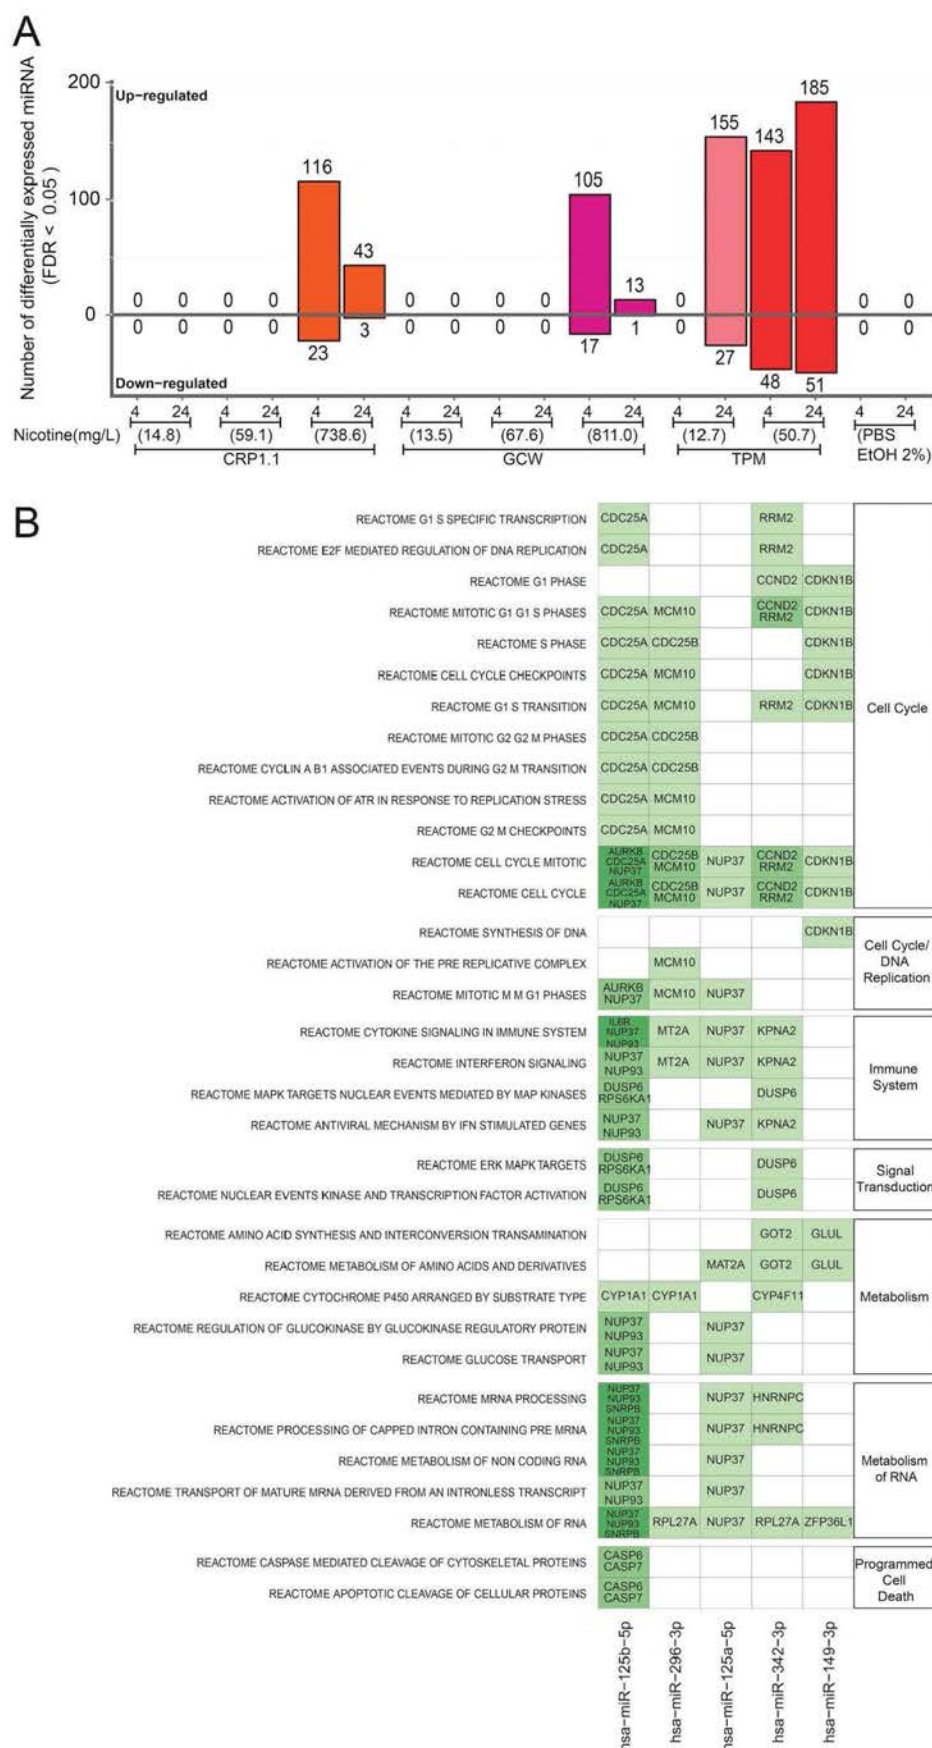 A
Number of differentially expressed miRNA
(FDR < 0.05)
200
100
0
Up-regulated
Down-regulated
0 0 0 0 116 43 0 0 0 0 105 13 0 155 143 185 0 0
0 0 0 0 23 3 0 0 0 0 17 1 0 27 48 51 0 0
4 24 4 24 4 24 4 24 4 24 4 24 4 24 4 24 4 24
Nicotine(mg/L) (14.8) (59.1) (738.6) (13.5) (67.6) (811.0) (12.7) (50.7) (PBS
CRP1.1 GCW TPM EtOH 2%)
B
REACTOME G1 S SPECIFIC TRANSCRIPTION CDC25A RRM2
REACTOME E2F MEDIATED REGULATION OF DNA REPLICATION CDC25A RRM2
REACTOME G1 PHASE CCND2 CDKN1B
REACTOME MITOTIC G1 G1 S PHASES CDC25A MCM10 CCND2 RRM2 CDKN1B
REACTOME S PHASE CDC25A CDC25B CDKN1B
REACTOME CELL CYCLE CHECKPOINTS CDC25A MCM10 CDKN1B
REACTOME G1 S TRANSITION CDC25A MCM10 RRM2 CDKN1B
Cell Cycle
REACTOME MITOTIC G2 G2 M PHASES CDC25A CDC25B
REACTOME CYCLIN A B1 ASSOCIATED EVENTS DURING G2 M TRANSITION CDC25A CDC25B
REACTOME ACTIVATION OF ATR IN RESPONSE TO REPLICATION STRESS CDC25A MCM10
REACTOME G2 M CHECKPOINTS CDC25A MCM10
REACTOME CELL CYCLE MITOTIC AURKB CDC25A NUP37 CDC25B MCM10 NUP37 CCND2 RRM2 CDKN1B
REACTOME CELL CYCLE AURKB CDC25A NUP37 CDC25B MCM10 NUP37 CCND2 RRM2 CDKN1B
REACTOME SYNTHESIS OF DNA CDKN1B
REACTOME ACTIVATION OF THE PRE REPLICATIVE COMPLEX MCM10
REACTOME MITOTIC M M G1 PHASES AURKB NUP37 MCM10 NUP37
Cell Cycle/
DNA
Replication
REACTOME CYTOKINE SIGNALING IN IMMUNE SYSTEM IL6R NUP37 NUP93 MT2A NUP37 KPNA2
REACTOME INTERFERON SIGNALING NUP37 NUP93 MT2A NUP37 KPNA2
REACTOME MAPK TARGETS NUCLEAR EVENTS MEDIATED BY MAP KINASES DUSP6 RPS6KA1 DUSP6
REACTOME ANTIVIRAL MECHANISM BY IFN STIMULATED GENES NUP37 NUP93 NUP37 KPNA2
Immune
System
REACTOME ERK MAPK TARGETS DUSP6 RPS6KA1 DUSP6
REACTOME NUCLEAR EVENTS KINASE AND TRANSCRIPTION FACTOR ACTIVATION DUSP6 RPS6KA1 DUSP6
Signal
Transduction
REACTOME AMINO ACID SYNTHESIS AND INTERCONVERSION TRANSAMINATION GOT2 GLUL
REACTOME METABOLISM OF AMINO ACIDS AND DERIVATIVES MAT2A GOT2 GLUL
REACTOME CYTOCHROME P450 ARRANGED BY SUBSTRATE TYPE CYP1A1 CYP1A1 CYP4F11
REACTOME REGULATION OF GLUCOKINASE BY GLUCOKINASE REGULATORY PROTEIN NUP37 NUP93 NUP37
REACTOME GLUCOSE TRANSPORT NUP37 NUP93 NUP37
Metabolism
REACTOME MRNA PROCESSING NUP37 NUP93 SNRPB NUP37 HNRNPC
REACTOME PROCESSING OF CAPPED INTRON CONTAINING PRE MRNA NUP37 NUP93 SNRPB NUP37 HNRNPC
REACTOME METABOLISM OF NON CODING RNA NUP37 NUP93 SNRPB NUP37
REACTOME TRANSPORT OF MATURE MRNA DERIVED FROM AN INTRONLESS TRANSCRIPT NUP37 NUP93 NUP37
REACTOME METABOLISM OF RNA NUP37 NUP93 SNRPB RPL27A NUP37 RPL27A ZFP36L1
Metabolism
of RNA
REACTOME CASPASE MEDIATED CLEAVAGE OF CYTOSKELETAL PROTEINS CASP6 CASP7
REACTOME APOPTOTIC CLEAVAGE OF CELLULAR PROTEINS CASP6 CASP7
Programmed
Cell
Death
hsa-miR-125b-5p
hsa-miR-296-3p
hsa-miR-125a-5p
hsa-miR-342-3p
hsa-miR-149-3p